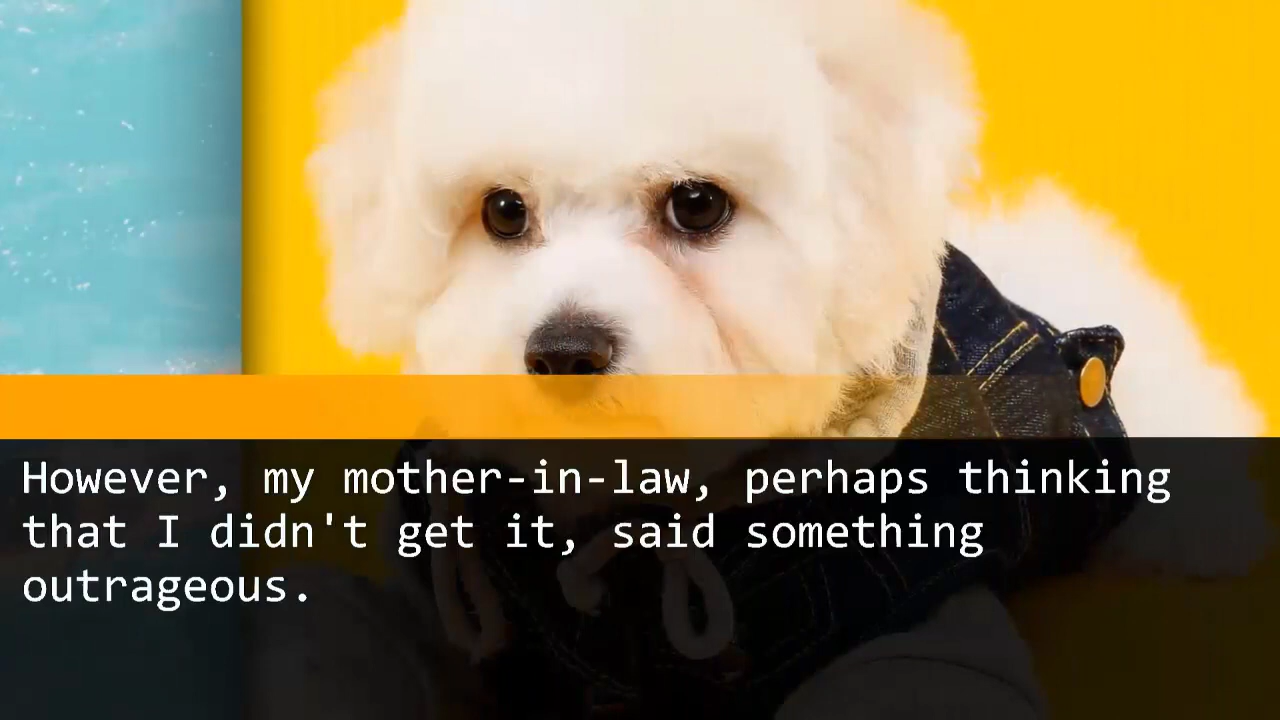 However, my mother-in-law, perhaps thinking
that I didn't get it, said something
outrageous.